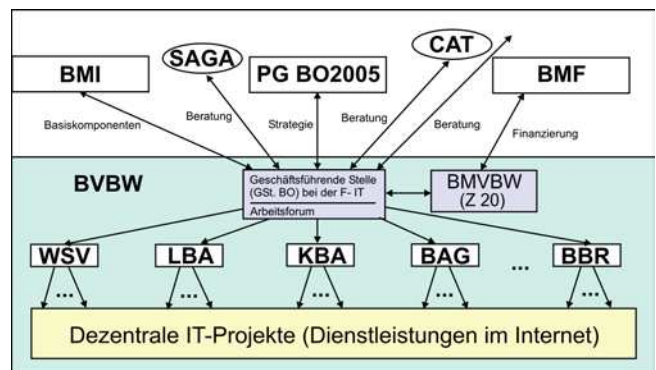 BMI
SAGA
PG BO2005
CAT
BMF
Basiskomponenten
Beratung
Strategie
Beratung
Beratung
Finanzierung
BVBW
Geschäftsführende Stelle
(GSt. BO) bei der F- IT
Arbeitsforum
BMVBW
(Z 20)
WSV
LBA
KBA
BAG
...
BBR
...
...
...
...
...
Dezentrale IT-Projekte (Dienstleistungen im Internet)